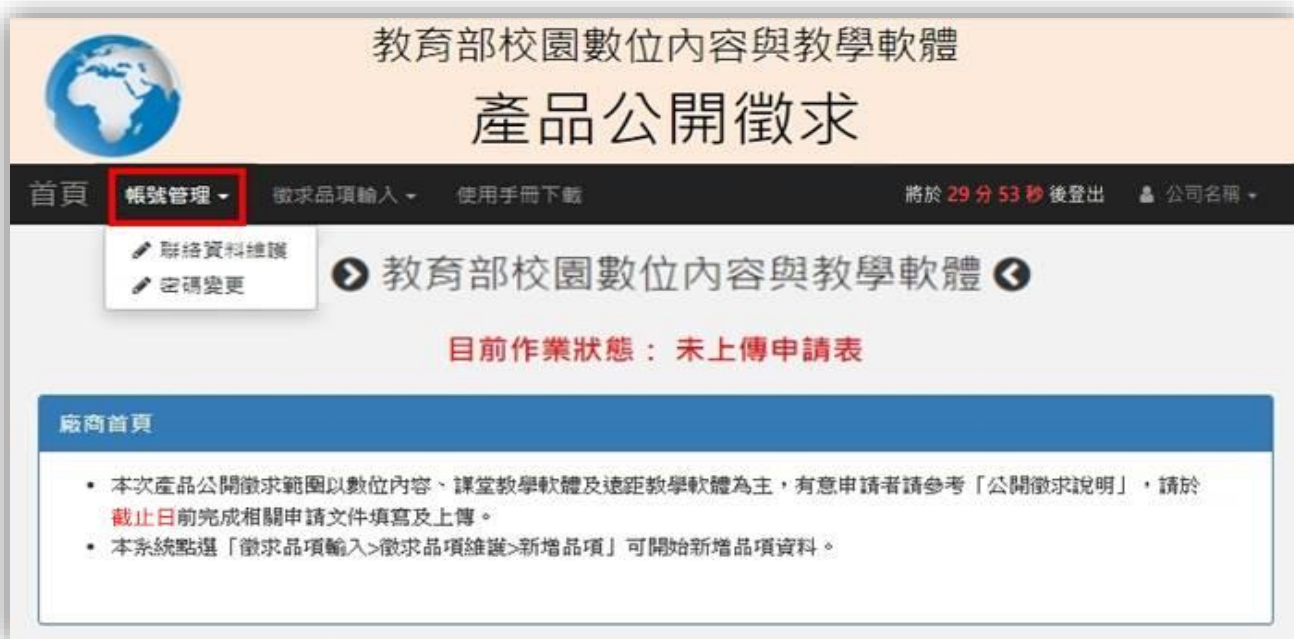 教育部校園數位內容與教學軟體
產品公開徵求
首頁 帳號管理 徵求品項輸入 使用手冊下載 將於 29 分 53 秒 後登出 公司名稱
聯絡資料維護
密碼變更
教育部校園數位內容與教學軟體
目前作業狀態： 未上傳申請表
廠商首頁
• 本次產品公開徵求範圍以數位內容、課堂教學軟體及遠距教學軟體為主，有意申請者請參考「公開徵求說明」，請於
截止日前完成相關申請文件填寫及上傳。
• 本系統點選「徵求品項輸入>徵求品項維護>新增品項」可開始新增品項資料。